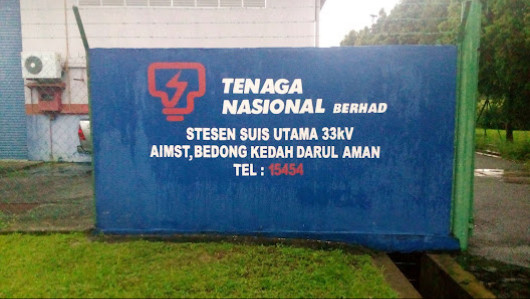 TENAGA
NASIONAL BERHAD
STESEN SUIS UTAMA 33kV
AIMST,BEDONG KEDAH DARUL AMAN
TEL : 15454